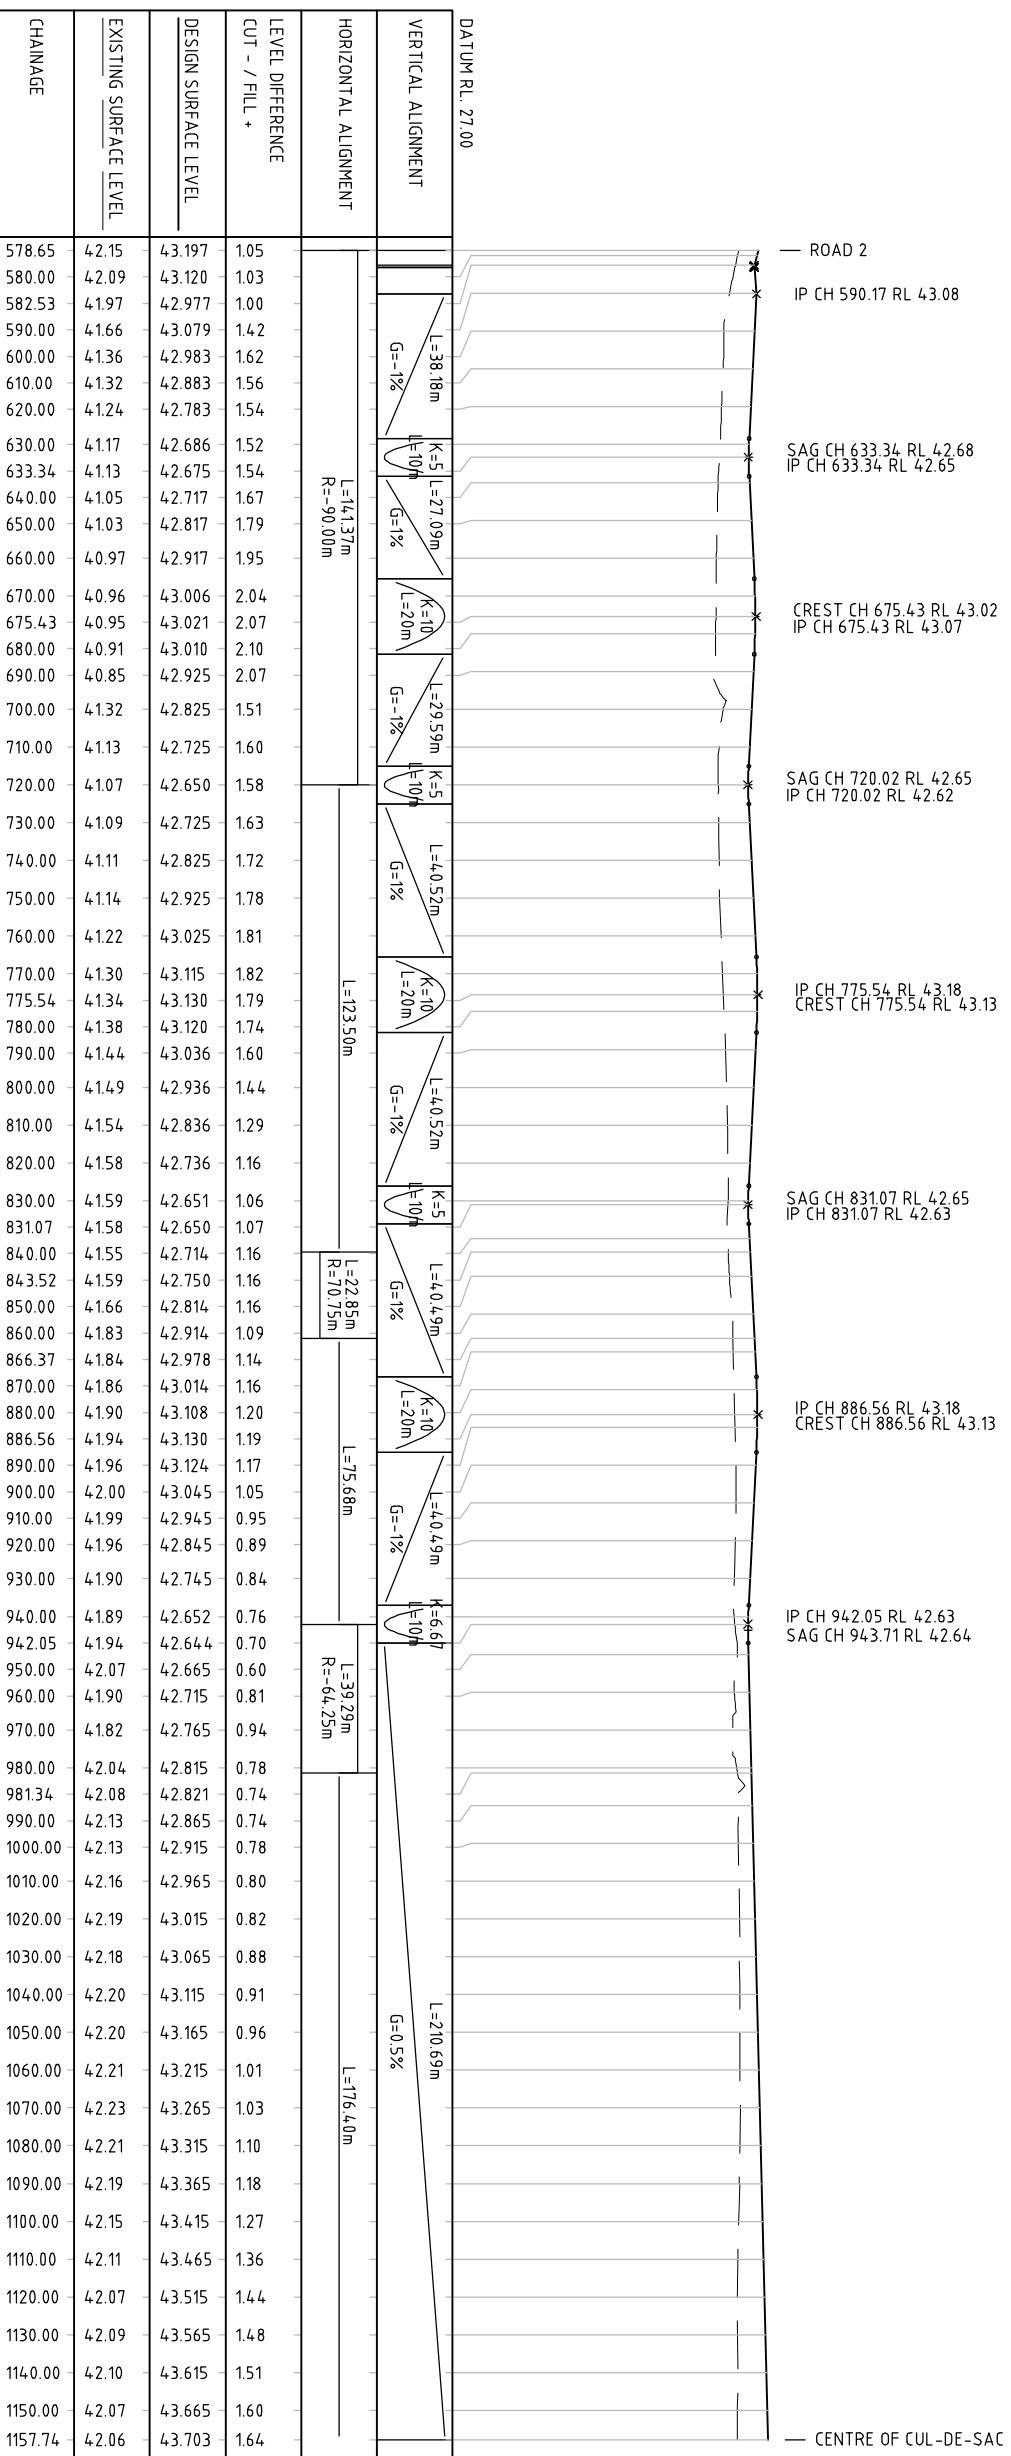 DATUM RL. 27.00
VERTICAL ALIGNMENT
HORIZONTAL ALIGNMENT
LEVEL DIFFERENCE
CUT - / FILL +
DESIGN SURFACE LEVEL
EXISTING SURFACE LEVEL
CHAINAGE
578.65 42.15 43.197 1.05
580.00 42.09 43.120 1.03
582.53 41.97 42.977 1.00
590.00 41.66 43.079 1.42
600.00 41.36 42.983 1.62
610.00 41.32 42.883 1.56
620.00 41.24 42.783 1.54
630.00 41.17 42.686 1.52
633.34 41.13 42.675 1.54
640.00 41.05 42.717 1.67
650.00 41.03 42.817 1.79
660.00 40.97 42.917 1.95
670.00 40.96 43.006 2.04
675.43 40.95 43.021 2.07
680.00 40.91 43.010 2.10
690.00 40.85 42.925 2.07
700.00 41.32 42.825 1.51
710.00 41.13 42.725 1.60
720.00 41.07 42.650 1.58
730.00 41.09 42.725 1.63
740.00 41.11 42.825 1.72
750.00 41.14 42.925 1.78
760.00 41.22 43.025 1.81
770.00 41.30 43.115 1.82
775.54 41.34 43.130 1.79
780.00 41.38 43.120 1.74
790.00 41.44 43.036 1.60
800.00 41.49 42.936 1.44
810.00 41.54 42.836 1.29
820.00 41.58 42.736 1.16
830.00 41.59 42.651 1.06
831.07 41.58 42.650 1.07
840.00 41.55 42.714 1.16
843.52 41.59 42.750 1.16
850.00 41.66 42.814 1.16
860.00 41.83 42.914 1.09
866.37 41.84 42.978 1.14
870.00 41.86 43.014 1.16
880.00 41.90 43.108 1.20
886.56 41.94 43.130 1.19
890.00 41.96 43.124 1.17
900.00 42.00 43.045 1.05
910.00 41.99 42.945 0.95
920.00 41.96 42.845 0.89
930.00 41.90 42.745 0.84
940.00 41.89 42.652 0.76
942.05 41.94 42.644 0.70
950.00 42.07 42.665 0.60
960.00 41.90 42.715 0.81
970.00 41.82 42.765 0.94
980.00 42.04 42.815 0.78
981.34 42.08 42.821 0.74
990.00 42.13 42.865 0.74
1000.00 42.13 42.915 0.78
1010.00 42.16 42.965 0.80
1020.00 42.19 43.015 0.82
1030.00 42.18 43.065 0.88
1040.00 42.20 43.115 0.91
1050.00 42.20 43.165 0.96
1060.00 42.21 43.215 1.01
1070.00 42.23 43.265 1.03
1080.00 42.21 43.315 1.10
1090.00 42.19 43.365 1.18
1100.00 42.15 43.415 1.27
1110.00 42.11 43.465 1.36
1120.00 42.07 43.515 1.44
1130.00 42.09 43.565 1.48
1140.00 42.10 43.615 1.51
1150.00 42.07 43.665 1.60
1157.74 42.06 43.703 1.64
L=141.37m
R=-90.00m
L=123.50m
L=22.85m
R=70.75m
L=75.68m
L=39.29m
R=-64.25m
L=176.40m
L=38.18m
G=-1%
K=5
L=10m
L=27.09m
G=1%
K=10
L=20m
L=29.59m
G=-1%
K=5
L=10m
L=40.52m
G=1%
K=10
L=20m
L=40.52m
G=-1%
K=5
L=10m
L=40.49m
G=1%
K=10
L=20m
L=40.49m
G=-1%
K=6.67
L=10m
L=210.69m
G=0.5%
ROAD 2
IP CH 590.17 RL 43.08
SAG CH 633.34 RL 42.68
IP CH 633.34 RL 42.65
CREST CH 675.43 RL 43.02
IP CH 675.43 RL 43.07
SAG CH 720.02 RL 42.65
IP CH 720.02 RL 42.62
IP CH 775.54 RL 43.18
CREST CH 775.54 RL 43.13
SAG CH 831.07 RL 42.65
IP CH 831.07 RL 42.63
IP CH 886.56 RL 43.18
CREST CH 886.56 RL 43.13
IP CH 942.05 RL 42.63
SAG CH 943.71 RL 42.64
CENTRE OF CUL-DE-SAC